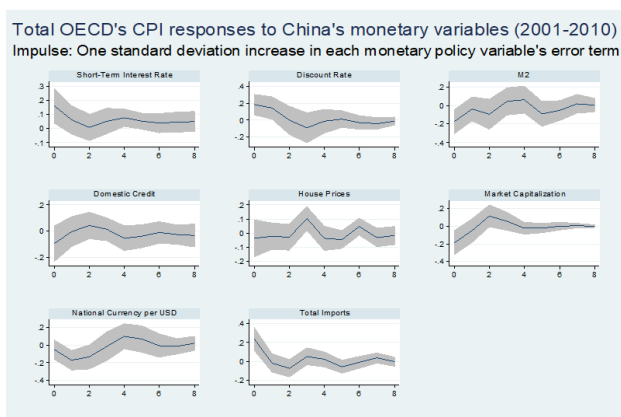 Total OECD's CPI responses to China's monetary variables (2001-2010)
Impulse: One standard deviation increase in each monetary policy variable's error term
Short-Term Interest Rate
.3
.2
.1
0
-.1
0 2 4 6 8
Discount Rate
.4
.2
0
-.2
0 2 4 6 8
M2
.2
0
-.2
-.4
0 2 4 6 8
Domestic Credit
.2
0
-.2
0 2 4 6 8
House Prices
.2
.1
0
-.1
-.2
0 2 4 6 8
Market Capitalization
.2
0
-.2
-.4
0 2 4 6 8
National Currency per USD
.2
0
-.2
-.4
0 2 4 6 8
Total Imports
.4
.2
0
-.2
0 2 4 6 8